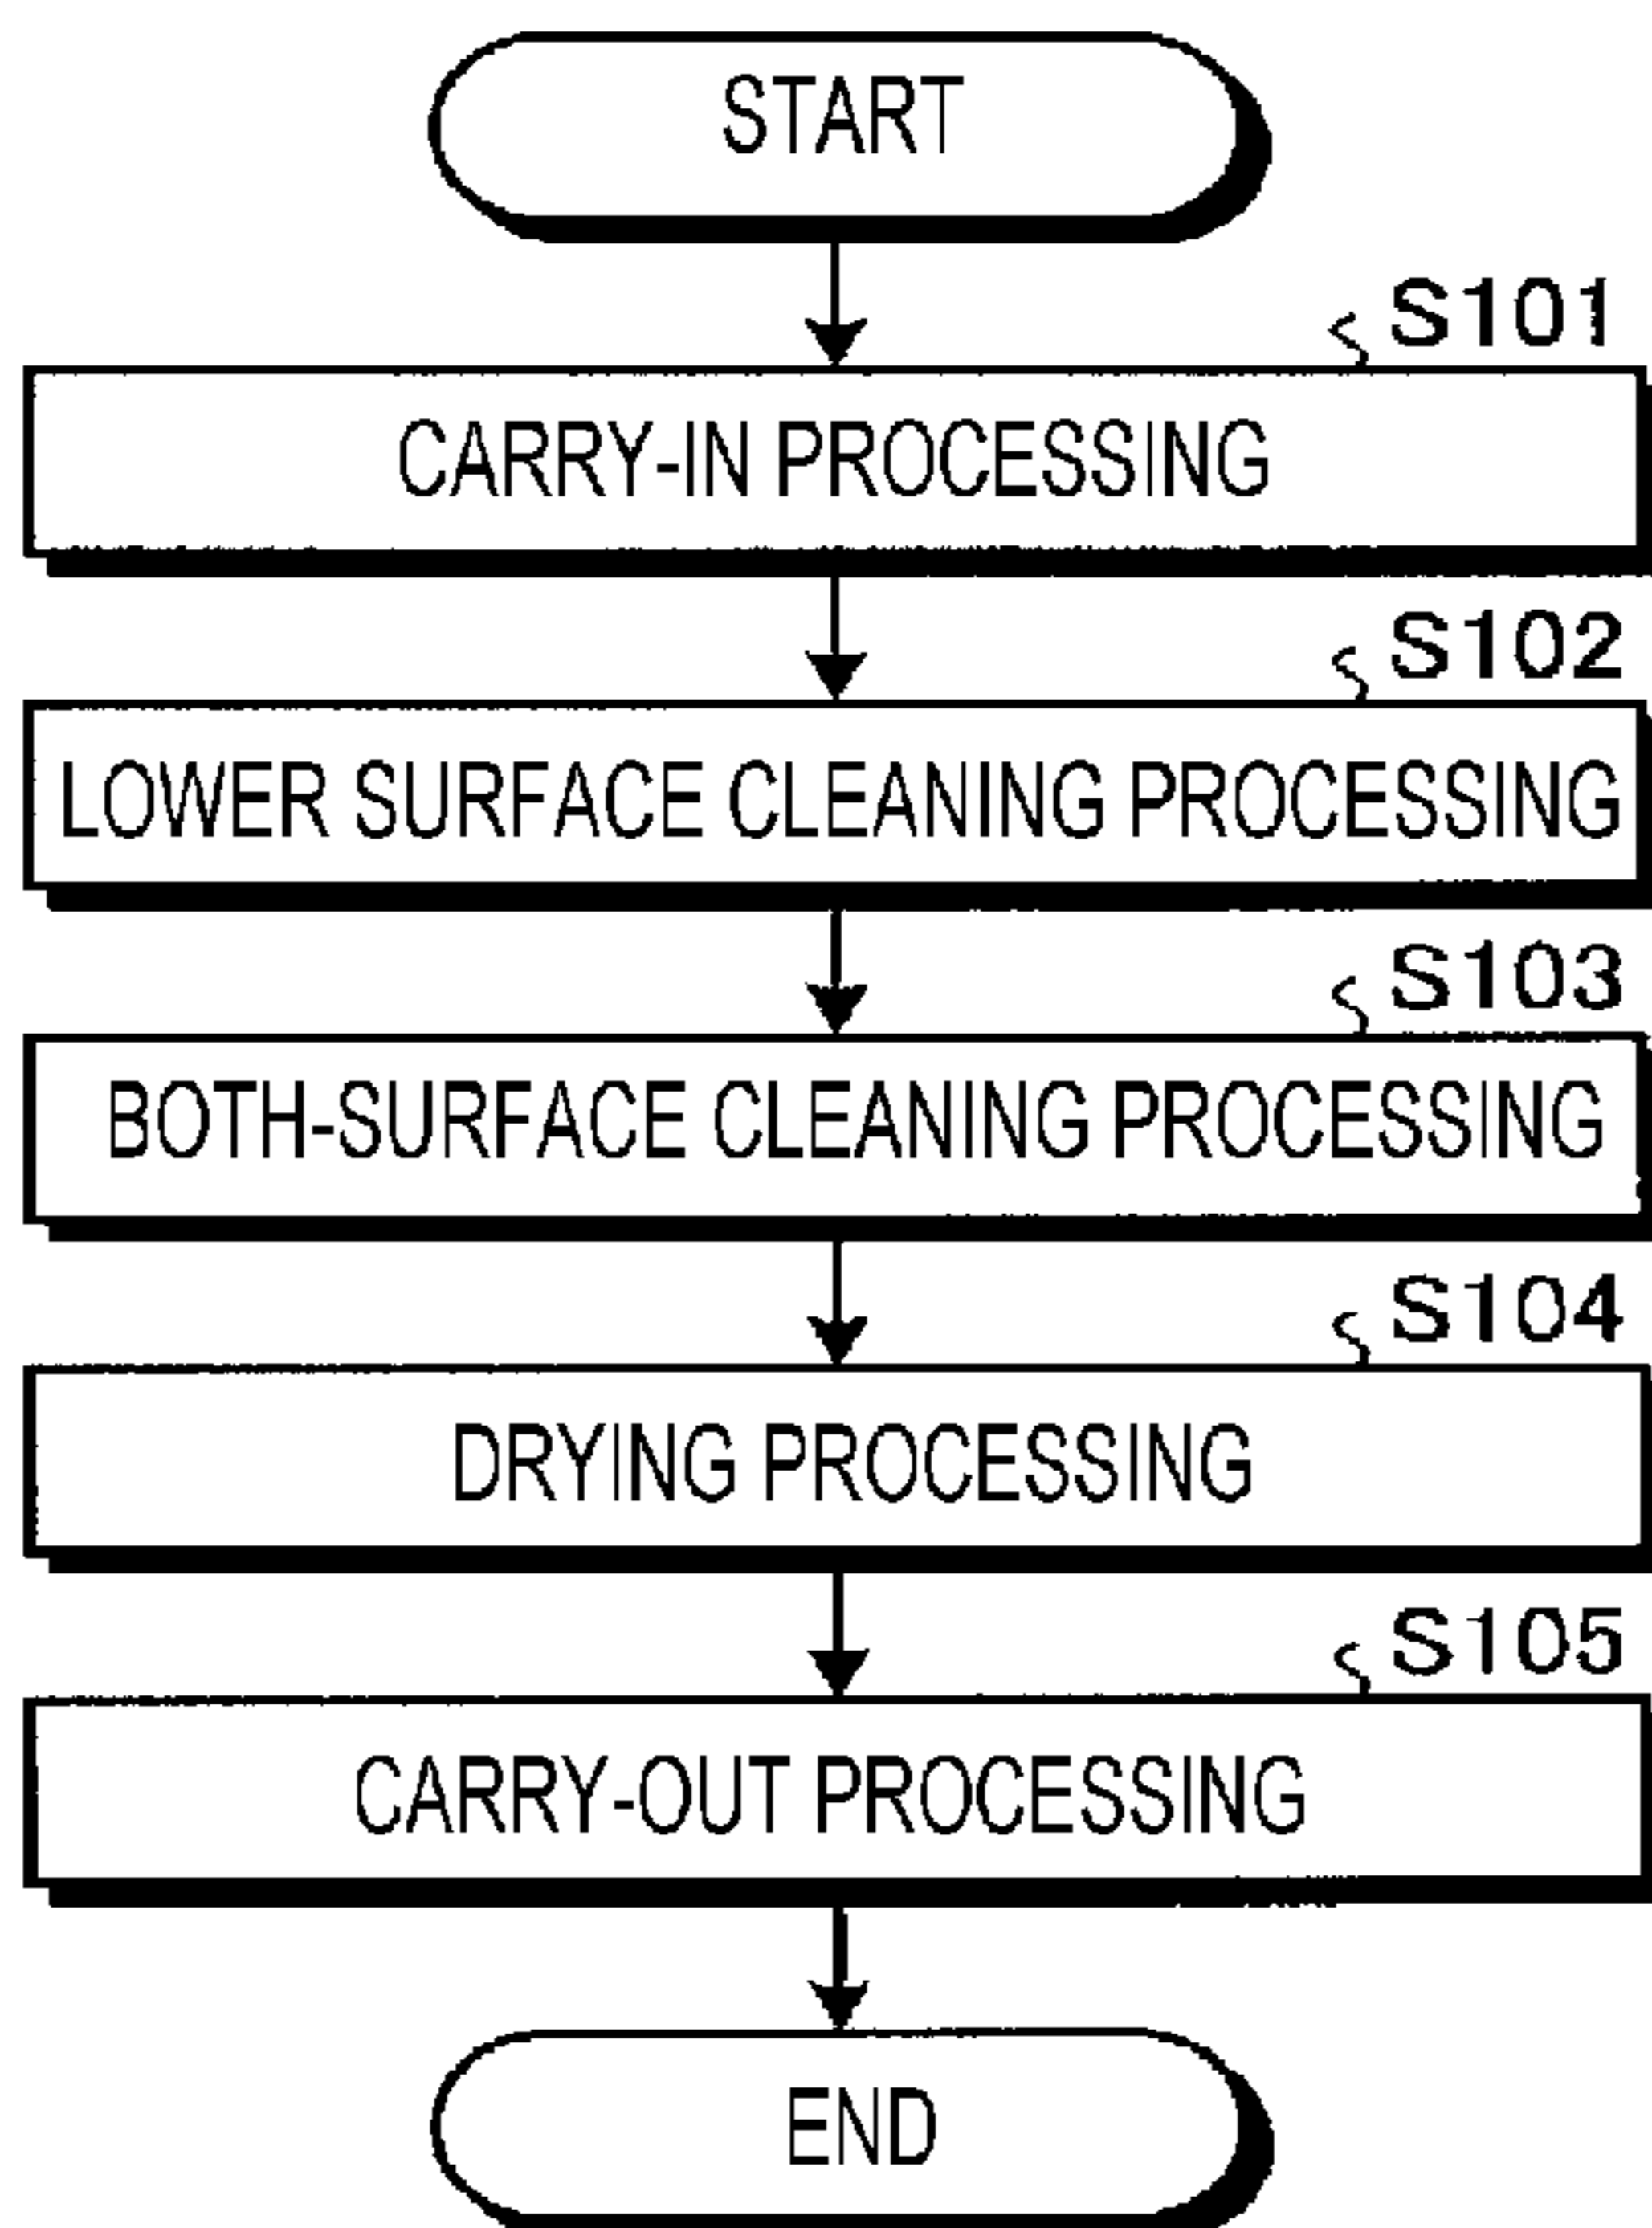 START
S101
CARRY-IN PROCESSING
S102
LOWER SURFACE CLEANING PROCESSING
S103
BOTH-SURFACE CLEANING PROCESSING
S104
DRYING PROCESSING
S105
CARRY-OUT PROCESSING
END